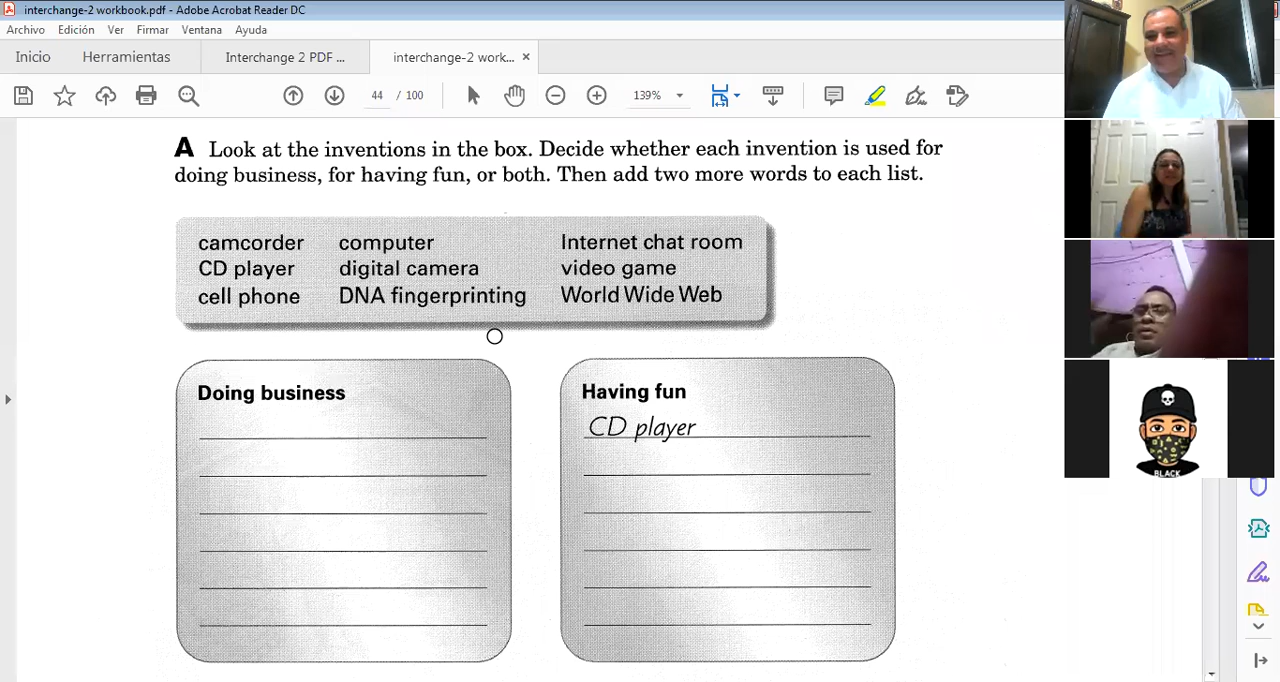 interchange-2 workbook.pdf - Adobe Acrobat Reader DC
Archivo Edición Ver Firmar Ventana Ayuda
Inicio Herramientas Interchange 2 PDF ... interchange-2 work... ×
44 / 100 139%
A Look at the inventions in the box. Decide whether each invention is used for
doing business, for having fun, or both. Then add two more words to each list.
camcorder computer Internet chat room
CD player digital camera video game
cell phone DNA fingerprinting World Wide Web
Doing business Having fun
CD player
BLACK